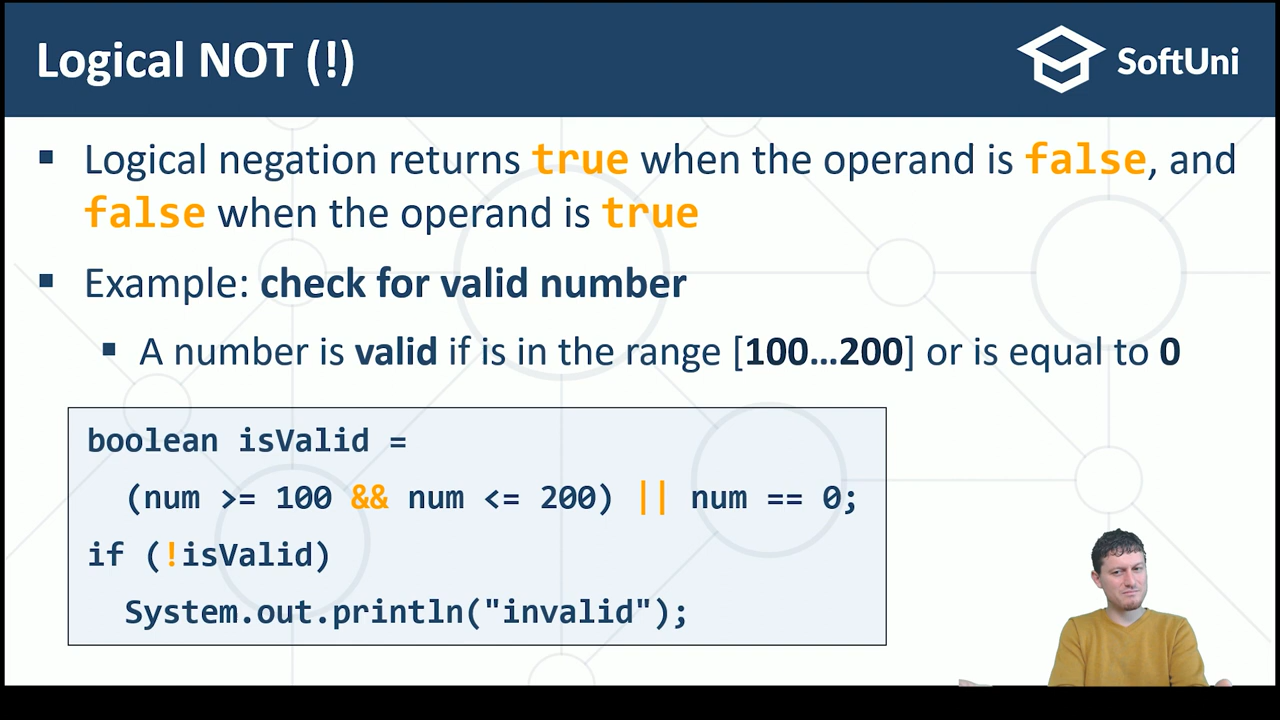 Logical NOT (!)
SoftUni
▪ Logical negation returns true when the operand is false, and
false when the operand is true
▪ Example: check for valid number
▪ A number is valid if is in the range [100…200] or is equal to 0
boolean isValid =
(num >= 100 && num <= 200) || num == 0;
if (!isValid)
System.out.println("invalid");